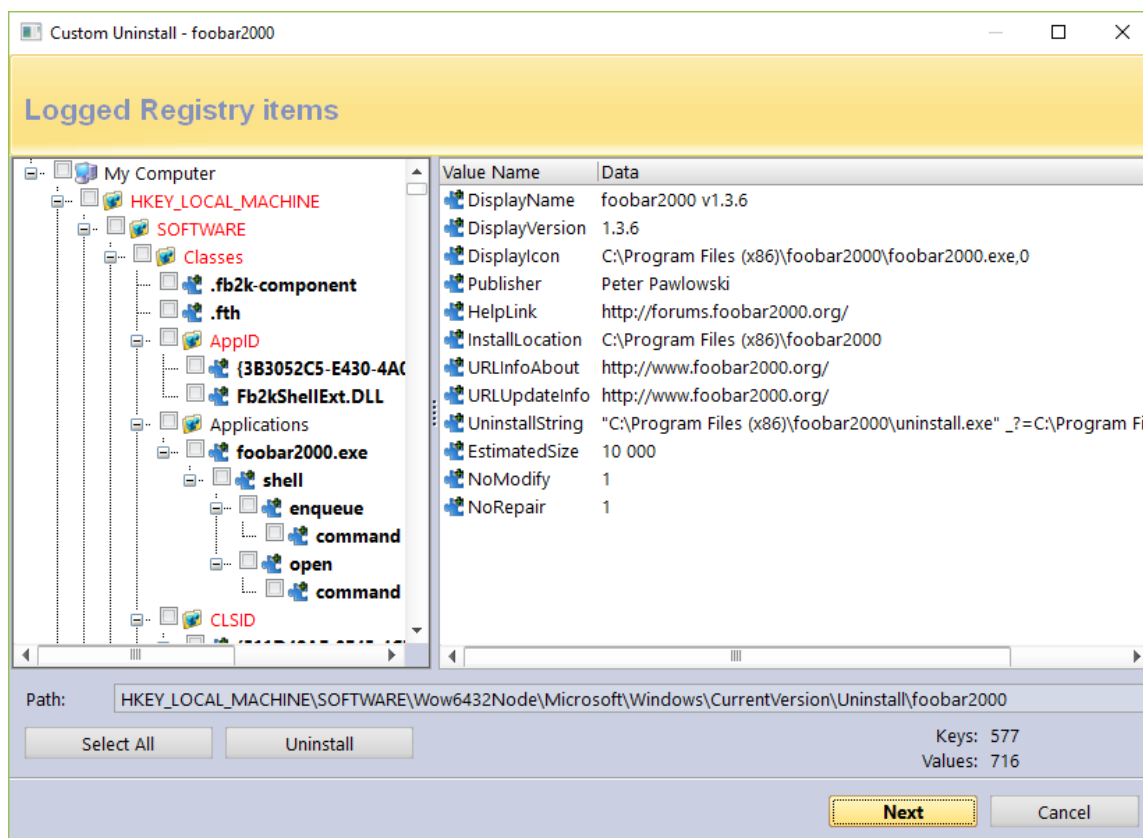 Custom Uninstall - foobar2000
Logged Registry items
My Computer
HKEY_LOCAL_MACHINE
SOFTWARE
Classes
.fb2k-component
.fth
AppID
{3B3052C5-E430-4A0
Fb2kShellExt.DLL
Applications
foobar2000.exe
shell
enqueue
command
open
command
CLSID
Value Name Data
DisplayName foobar2000 v1.3.6
DisplayVersion 1.3.6
DisplayIcon C:\Program Files (x86)\foobar2000\foobar2000.exe,0
Publisher Peter Pawlowski
HelpLink http://forums.foobar2000.org/
InstallLocation C:\Program Files (x86)\foobar2000
URLInfoAbout http://www.foobar2000.org/
URLUpdateInfo http://www.foobar2000.org/
UninstallString "C:\Program Files (x86)\foobar2000\uninstall.exe" _?=C:\Program Fi
EstimatedSize 10 000
NoModify 1
NoRepair 1
Path: HKEY_LOCAL_MACHINE\SOFTWARE\Wow6432Node\Microsoft\Windows\CurrentVersion\Uninstall\foobar2000
Select All Uninstall
Keys: 577
Values: 716
Next Cancel